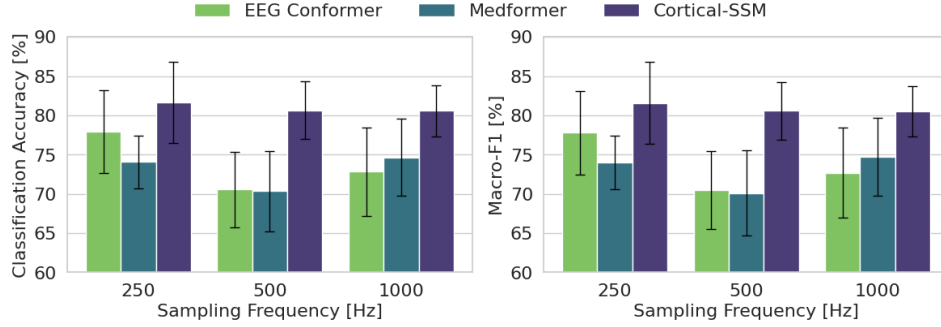 EEG Conformer Medformer Cortical-SSM
Classification Accuracy [%]
90
85
80
75
70
65
60
250 500 1000
Sampling Frequency [Hz]
Macro-F1 [%]
90
85
80
75
70
65
60
250 500 1000
Sampling Frequency [Hz]